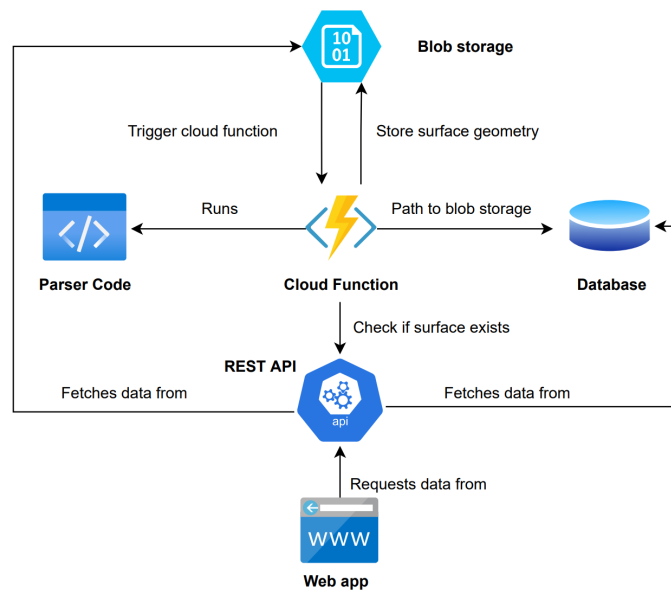 10
01
Blob storage
Trigger cloud function
Store surface geometry
Runs
Path to blob storage
</>
Parser Code
Cloud Function
Database
Check if surface exists
REST API
Fetches data from
Fetches data from
api
Requests data from
www
Web app